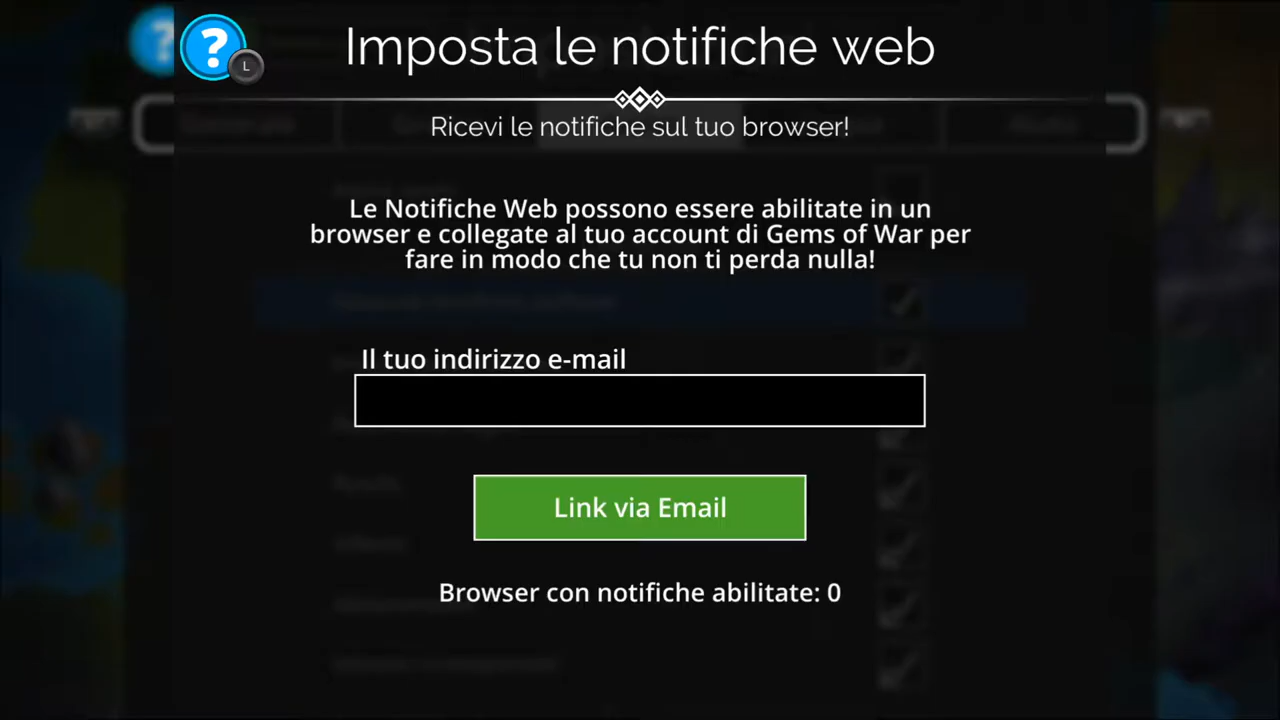 Imposta le notifiche web
L
Ricevi le notifiche sul tuo browser!
Le Notifiche Web possono essere abilitate in un
browser e collegate al tuo account di Gems of War per
fare in modo che tu non ti perda nulla!
Il tuo indirizzo e-mail
Link via Email
Browser con notifiche abilitate: 0